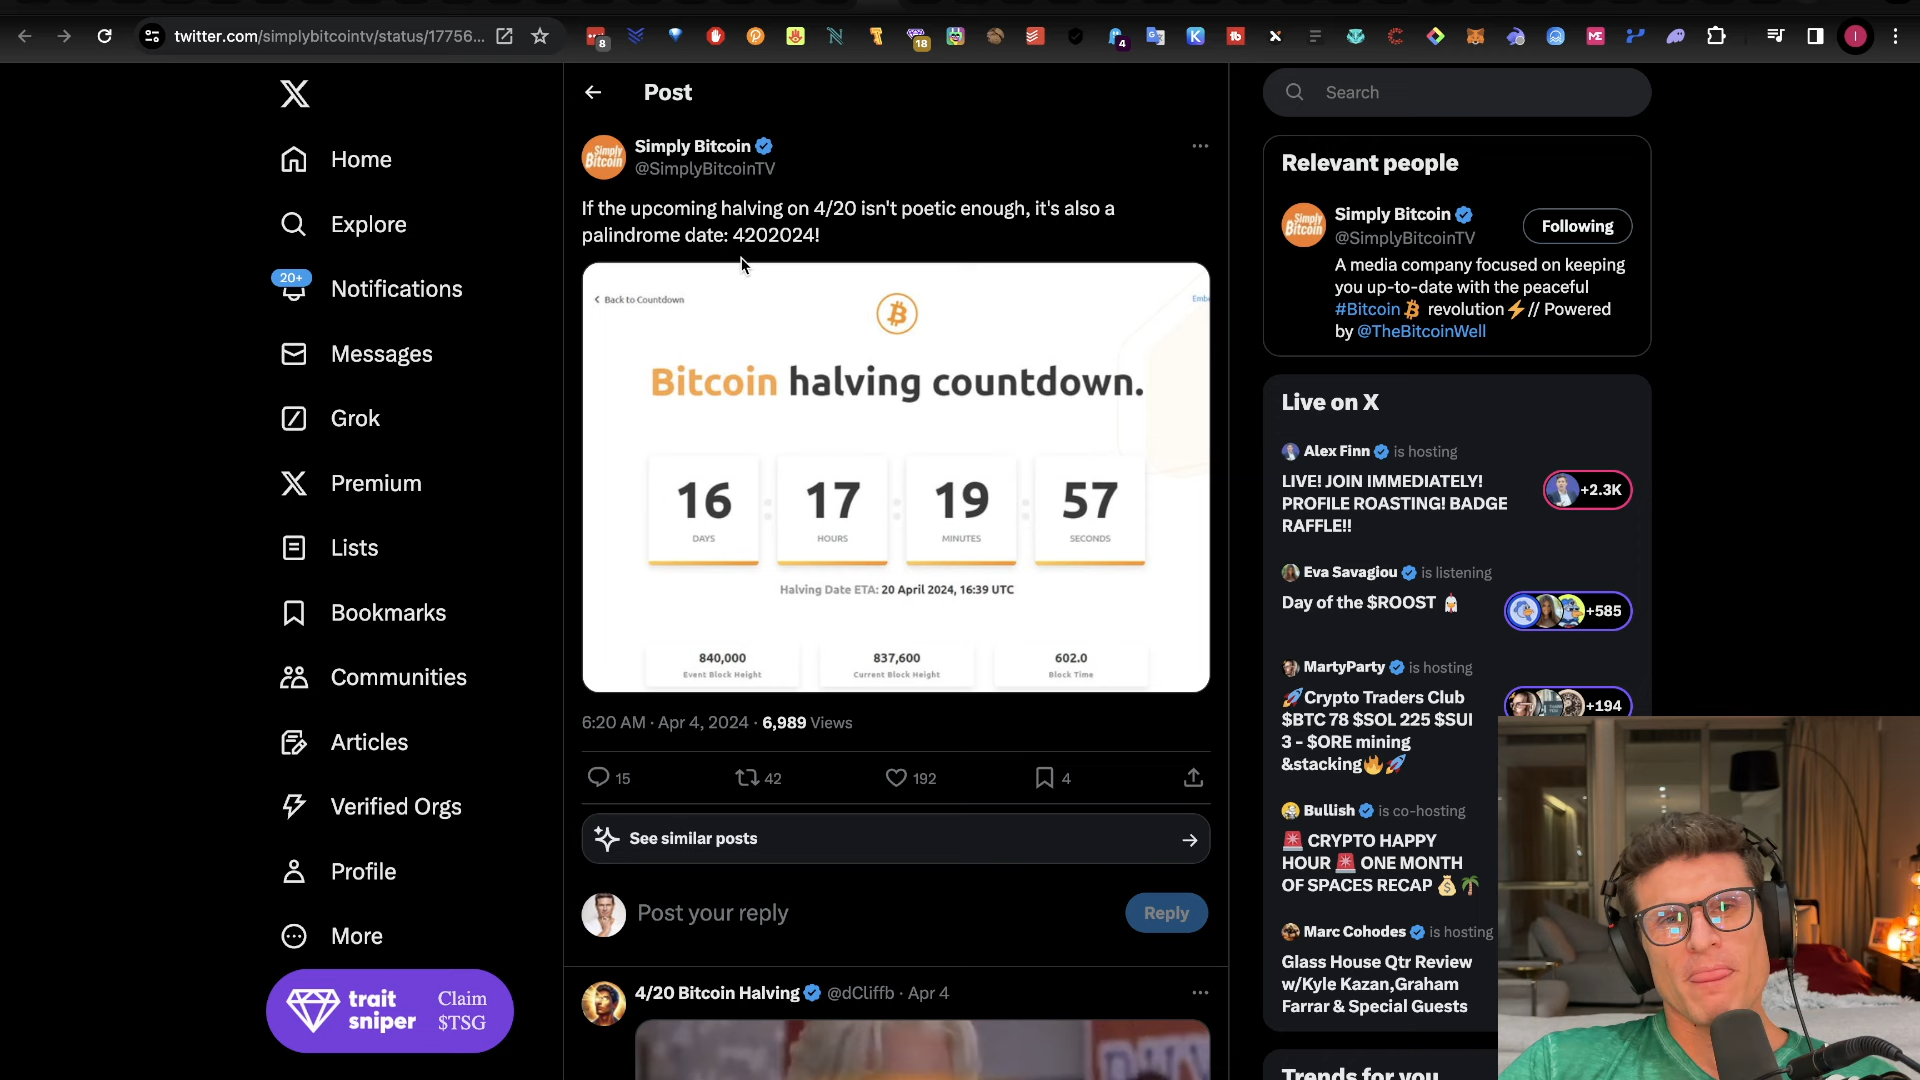 twitter.com/simplybitcointv/status/17756...
8
18
4
Post
Search
Home
Explore
20+
Notifications
Messages
Grok
Premium
Lists
Bookmarks
Communities
Articles
Verified Orgs
Profile
More
trait
sniper
Claim
$TSG
Simply Bitcoin
@SimplyBitcoinTV
If the upcoming halving on 4/20 isn't poetic enough, it's also a
palindrome date: 4202024!
Back to Countdown
Bitcoin halving countdown.
16 : 17 : 19 : 57
DAYS HOURS MINUTES SECONDS
Halving Date ETA: 20 April 2024, 16:39 UTC
840,000 837,600 602.0
Event Block Height Current Block Height Block Time
6:20 AM · Apr 4, 2024 · 6,989 Views
15 42 192 4
See similar posts
Post your reply
Reply
4/20 Bitcoin Halving @dCliffb · Apr 4
Relevant people
Simply Bitcoin
@SimplyBitcoinTV
Following
A media company focused on keeping
you up-to-date with the peaceful
#Bitcoin revolution⚡// Powered
by @TheBitcoinWell
Live on X
Alex Finn is hosting
LIVE! JOIN IMMEDIATELY!
PROFILE ROASTING! BADGE
RAFFLE!!
+2.3K
Eva Savagiou is listening
Day of the $ROOST 🐔
+585
MartyParty is hosting
🚀Crypto Traders Club
$BTC 78 $SOL 225 $SUI
3 - $ORE mining
&stacking🔥🚀
+194
Bullish is co-hosting
🚨 CRYPTO HAPPY
HOUR 🚨 ONE MONTH
OF SPACES RECAP 💰🌴
Marc Cohodes is hosting
Glass House Qtr Review
w/Kyle Kazan,Graham
Farrar & Special Guests
Trends for you